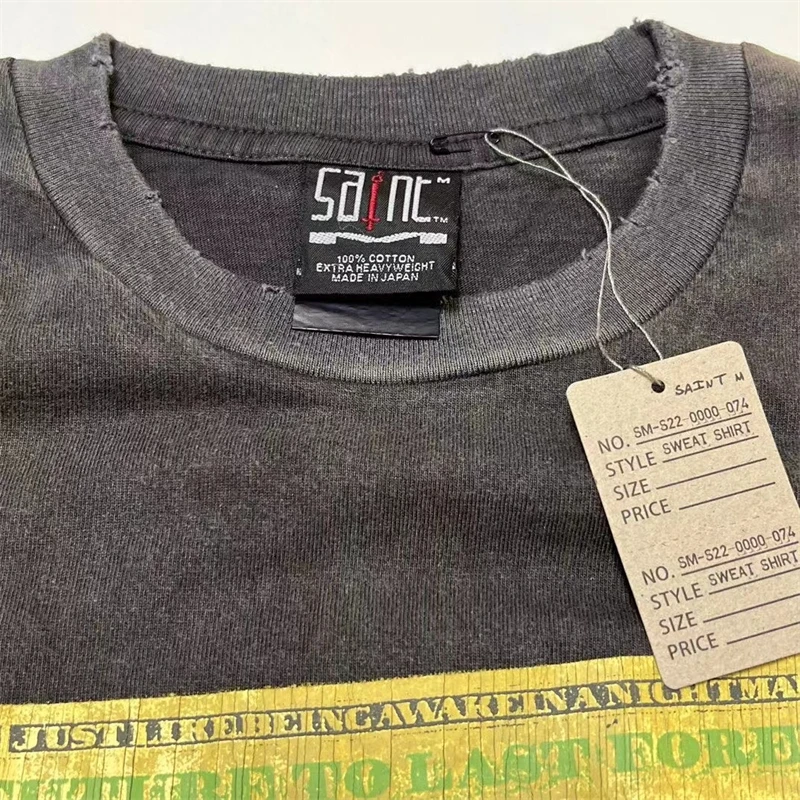 saint M
TM
100% COTTON
EXTRA HEAVYWEIGHT
MADE IN JAPAN
SAINT M
NO. SM-S22-0000-074
STYLE SWEAT SHIRT
SIZE
PRICE
NO. SM-S22-0000-074
STYLE SWEAT SHIRT
SIZE
PRICE
JUST LIKE BEING AWAKE IN A NIGHTMA
TO LAST FORE